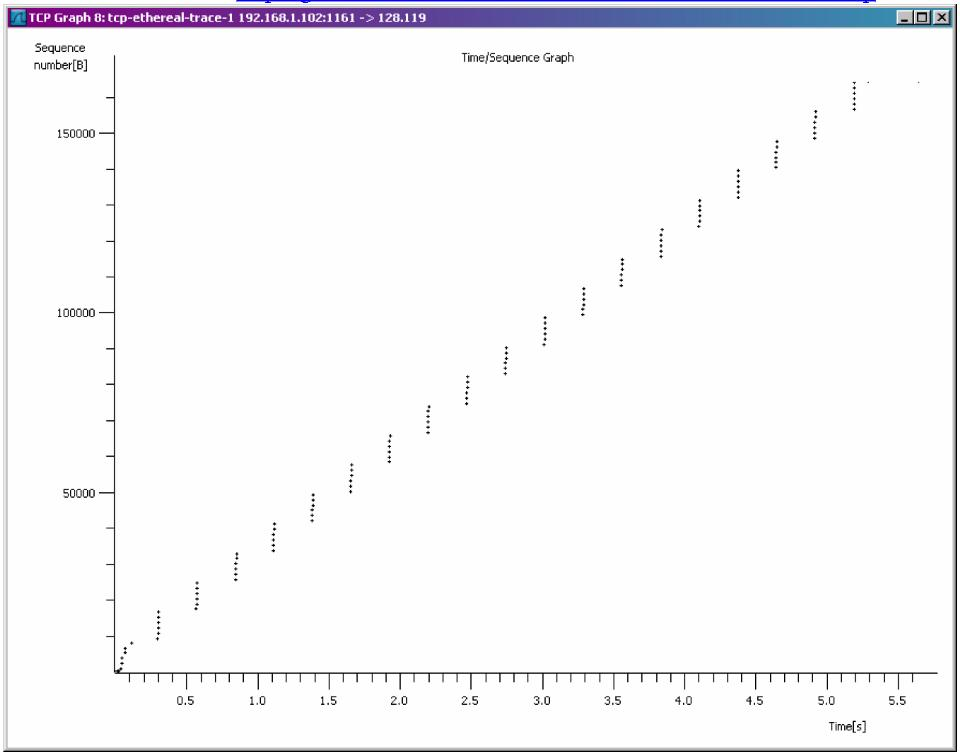 TCP Graph 8: tcp-ethereal-trace-1 192.168.1.102:1161 -> 128.119
Sequence
number[B]
Time/Sequence Graph
150000
100000
50000
0.5 1.0 1.5 2.0 2.5 3.0 3.5 4.0 4.5 5.0 5.5
Time[s]